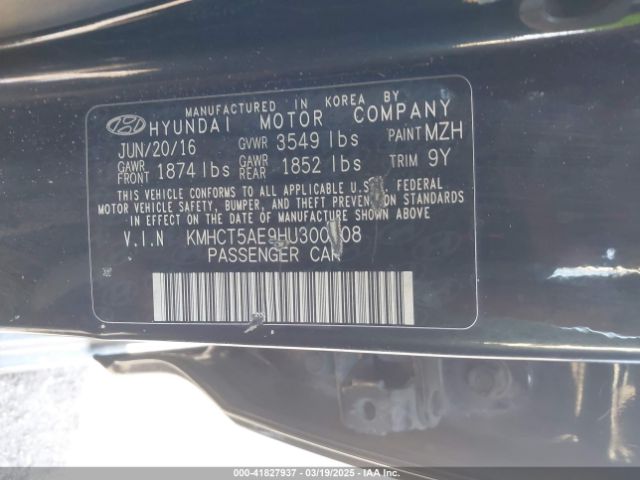 MANUFACTURED IN KOREA BY
HYUNDAI MOTOR COMPANY
JUN/20/16 GVWR 3549 lbs PAINT MZH
GAWR FRONT 1874 lbs GAWR REAR 1852 lbs TRIM 9Y
THIS VEHICLE CONFORMS TO ALL APPLICABLE U.S. FEDERAL
MOTOR VEHICLE SAFETY, BUMPER, AND THEFT PREVENTION STANDARDS
IN EFFECT ON THE DATE OF MANUFACTURE SHOWN ABOVE
V.I.N
PASSENGER CAR
000-41827937 - 03/19/2025 - IAA Inc.